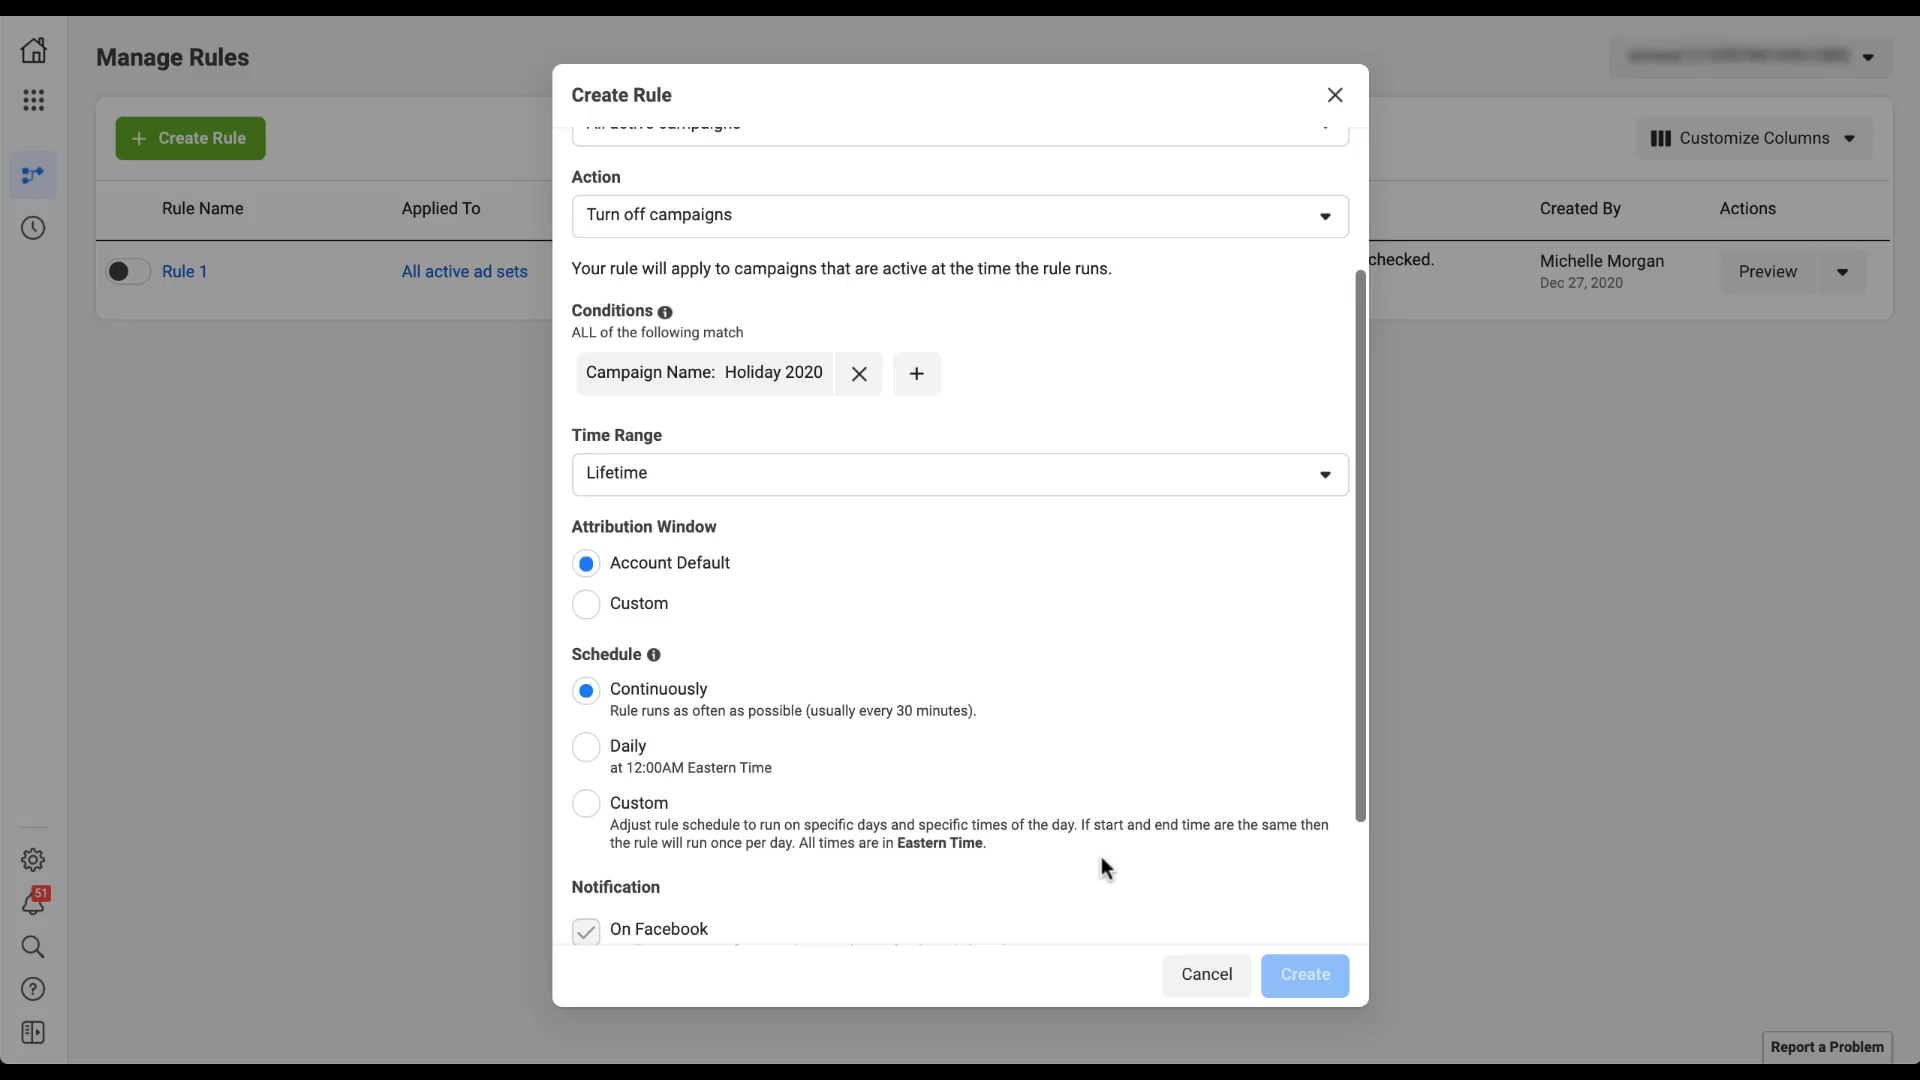 Manage Rules
Create Rule
Customize Columns
Rule Name
Applied To
Created By
Actions
Rule 1
All active ad sets
checked.
Michelle Morgan
Dec 27, 2020
Preview
Create Rule
All active campaigns
Action
Turn off campaigns
Your rule will apply to campaigns that are active at the time the rule runs.
Conditions
ALL of the following match
Campaign Name: Holiday 2020
Time Range
Lifetime
Attribution Window
Account Default
Custom
Schedule
Continuously
Rule runs as often as possible (usually every 30 minutes).
Daily
at 12:00AM Eastern Time
Custom
Adjust rule schedule to run on specific days and specific times of the day. If start and end time are the same then
the rule will run once per day. All times are in Eastern Time.
Notification
On Facebook
Cancel
Create
51
Report a Problem